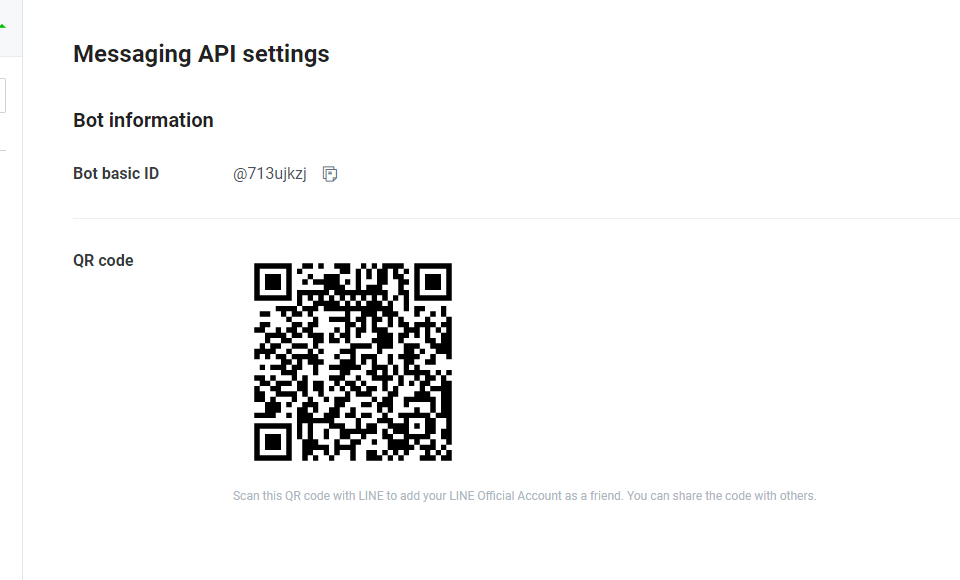 Messaging API settings
Bot information
Bot basic ID
@713ujkzj
QR code
Scan this QR code with LINE to add your LINE Official Account as a friend. You can share the code with others.